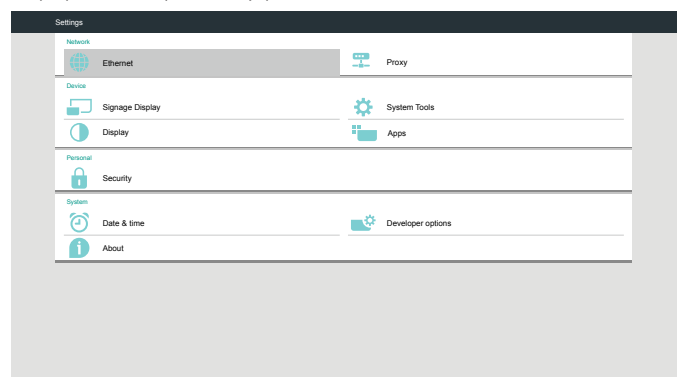 Settings
Network
Ethernet
Proxy
Device
Signage Display
System Tools
Display
Apps
Personal
Security
System
Date & time
Developer options
About